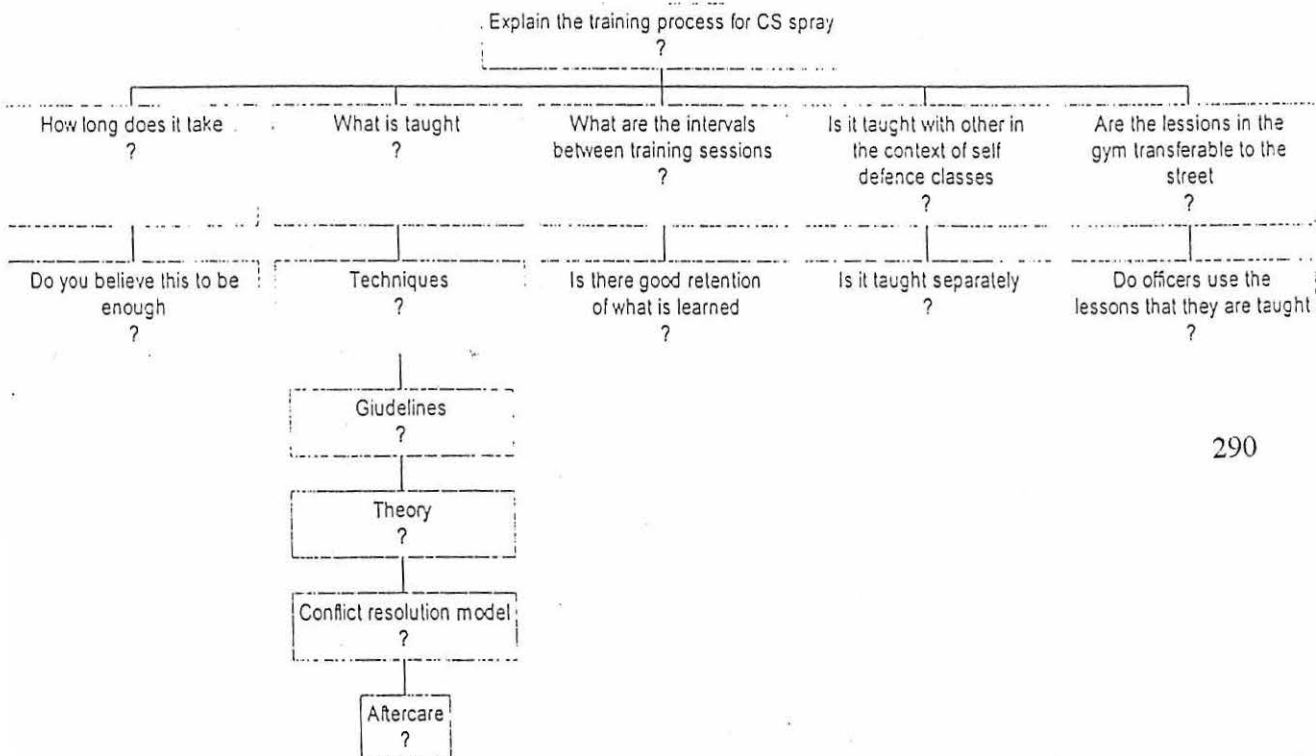 Explain the training process for CS spray
?
How long does it take
?
What is taught
?
What are the intervals
between training sessions
?
Is it taught with other in
the context of self
defence classes
?
Are the lessions in the
gym transferable to the
street
?
Do you believe this to be
enough
?
Techniques
?
Is there good retention
of what is learned
?
Is it taught separately
?
Do officers use the
lessons that they are taught
?
Giudelines
?
290
Theory
?
Conflict resolution model
?
Aftercare
?